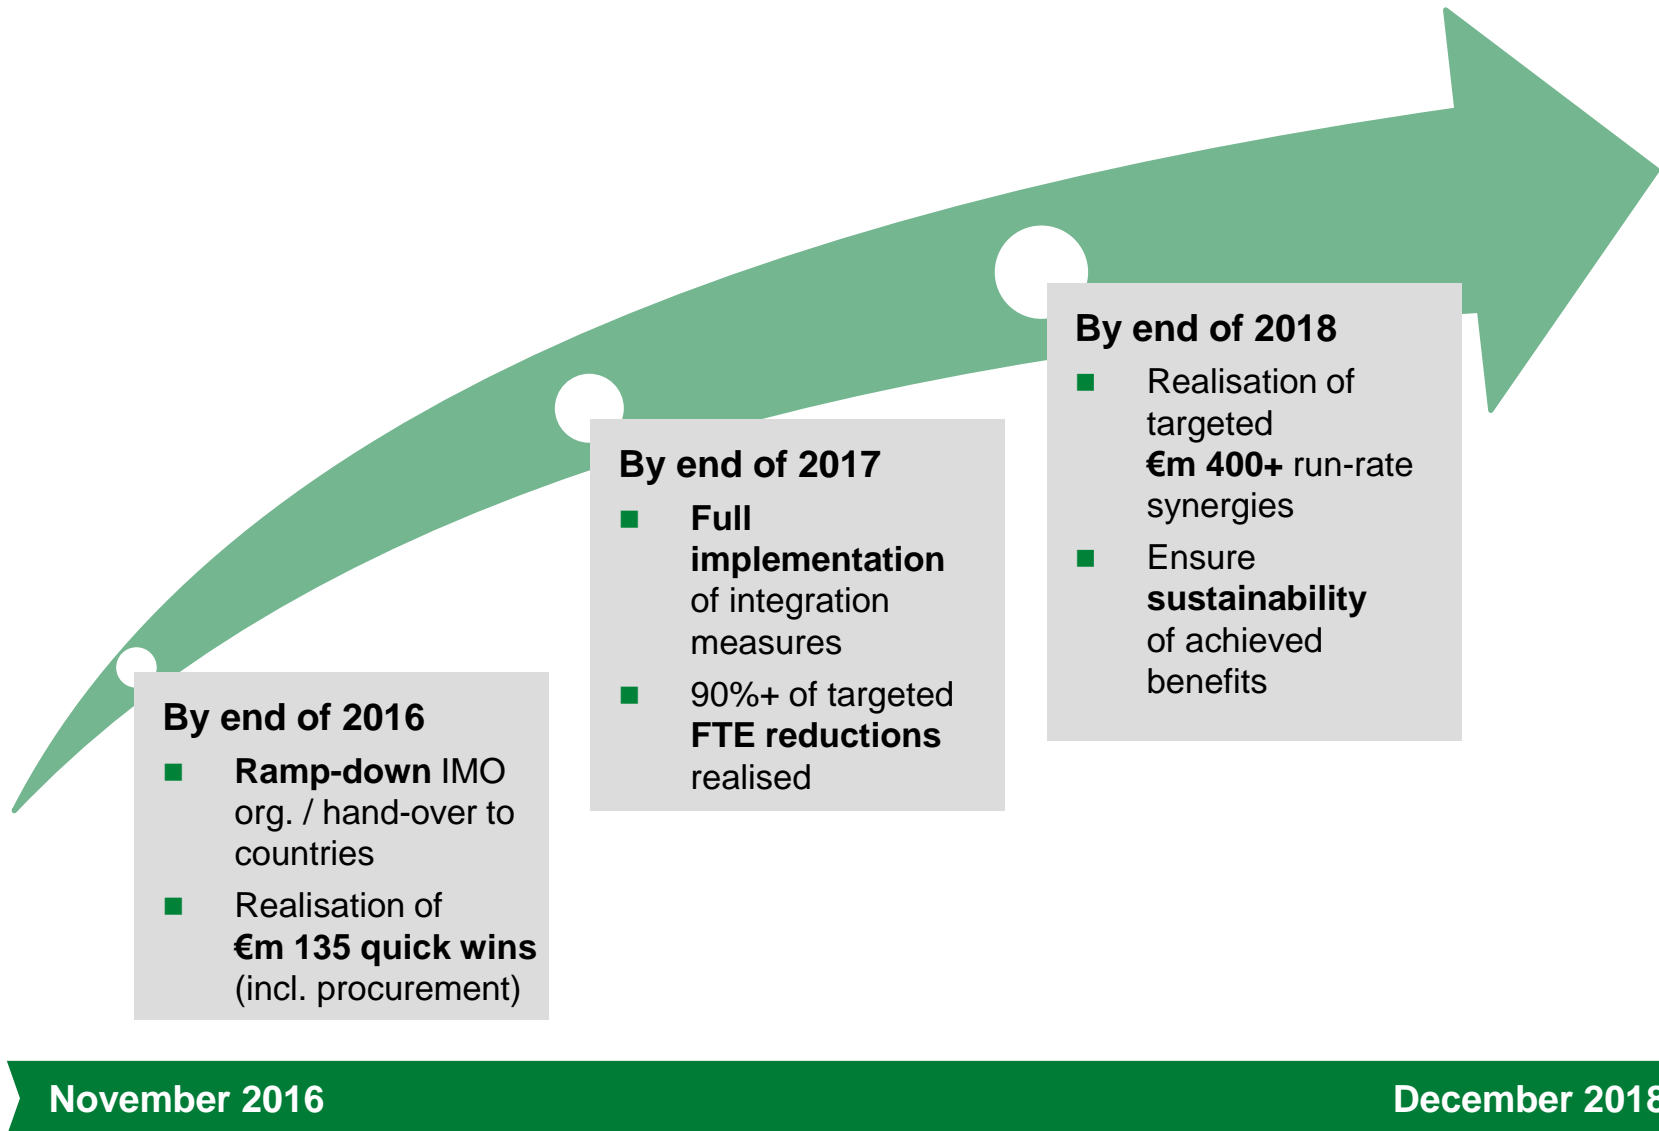 By end of 2018
Realisation of
targeted
€m 400+ run-rate
synergies
Ensure
sustainability
of achieved
benefits
By end of 2017
Full
implementation
of integration
measures
90%+ of targeted
FTE reductions
realised
By end of 2016
Ramp-down IMO
org. / hand-over to
countries
Realisation of
€m 135 quick wins
(incl. procurement)
November 2016
December 2018